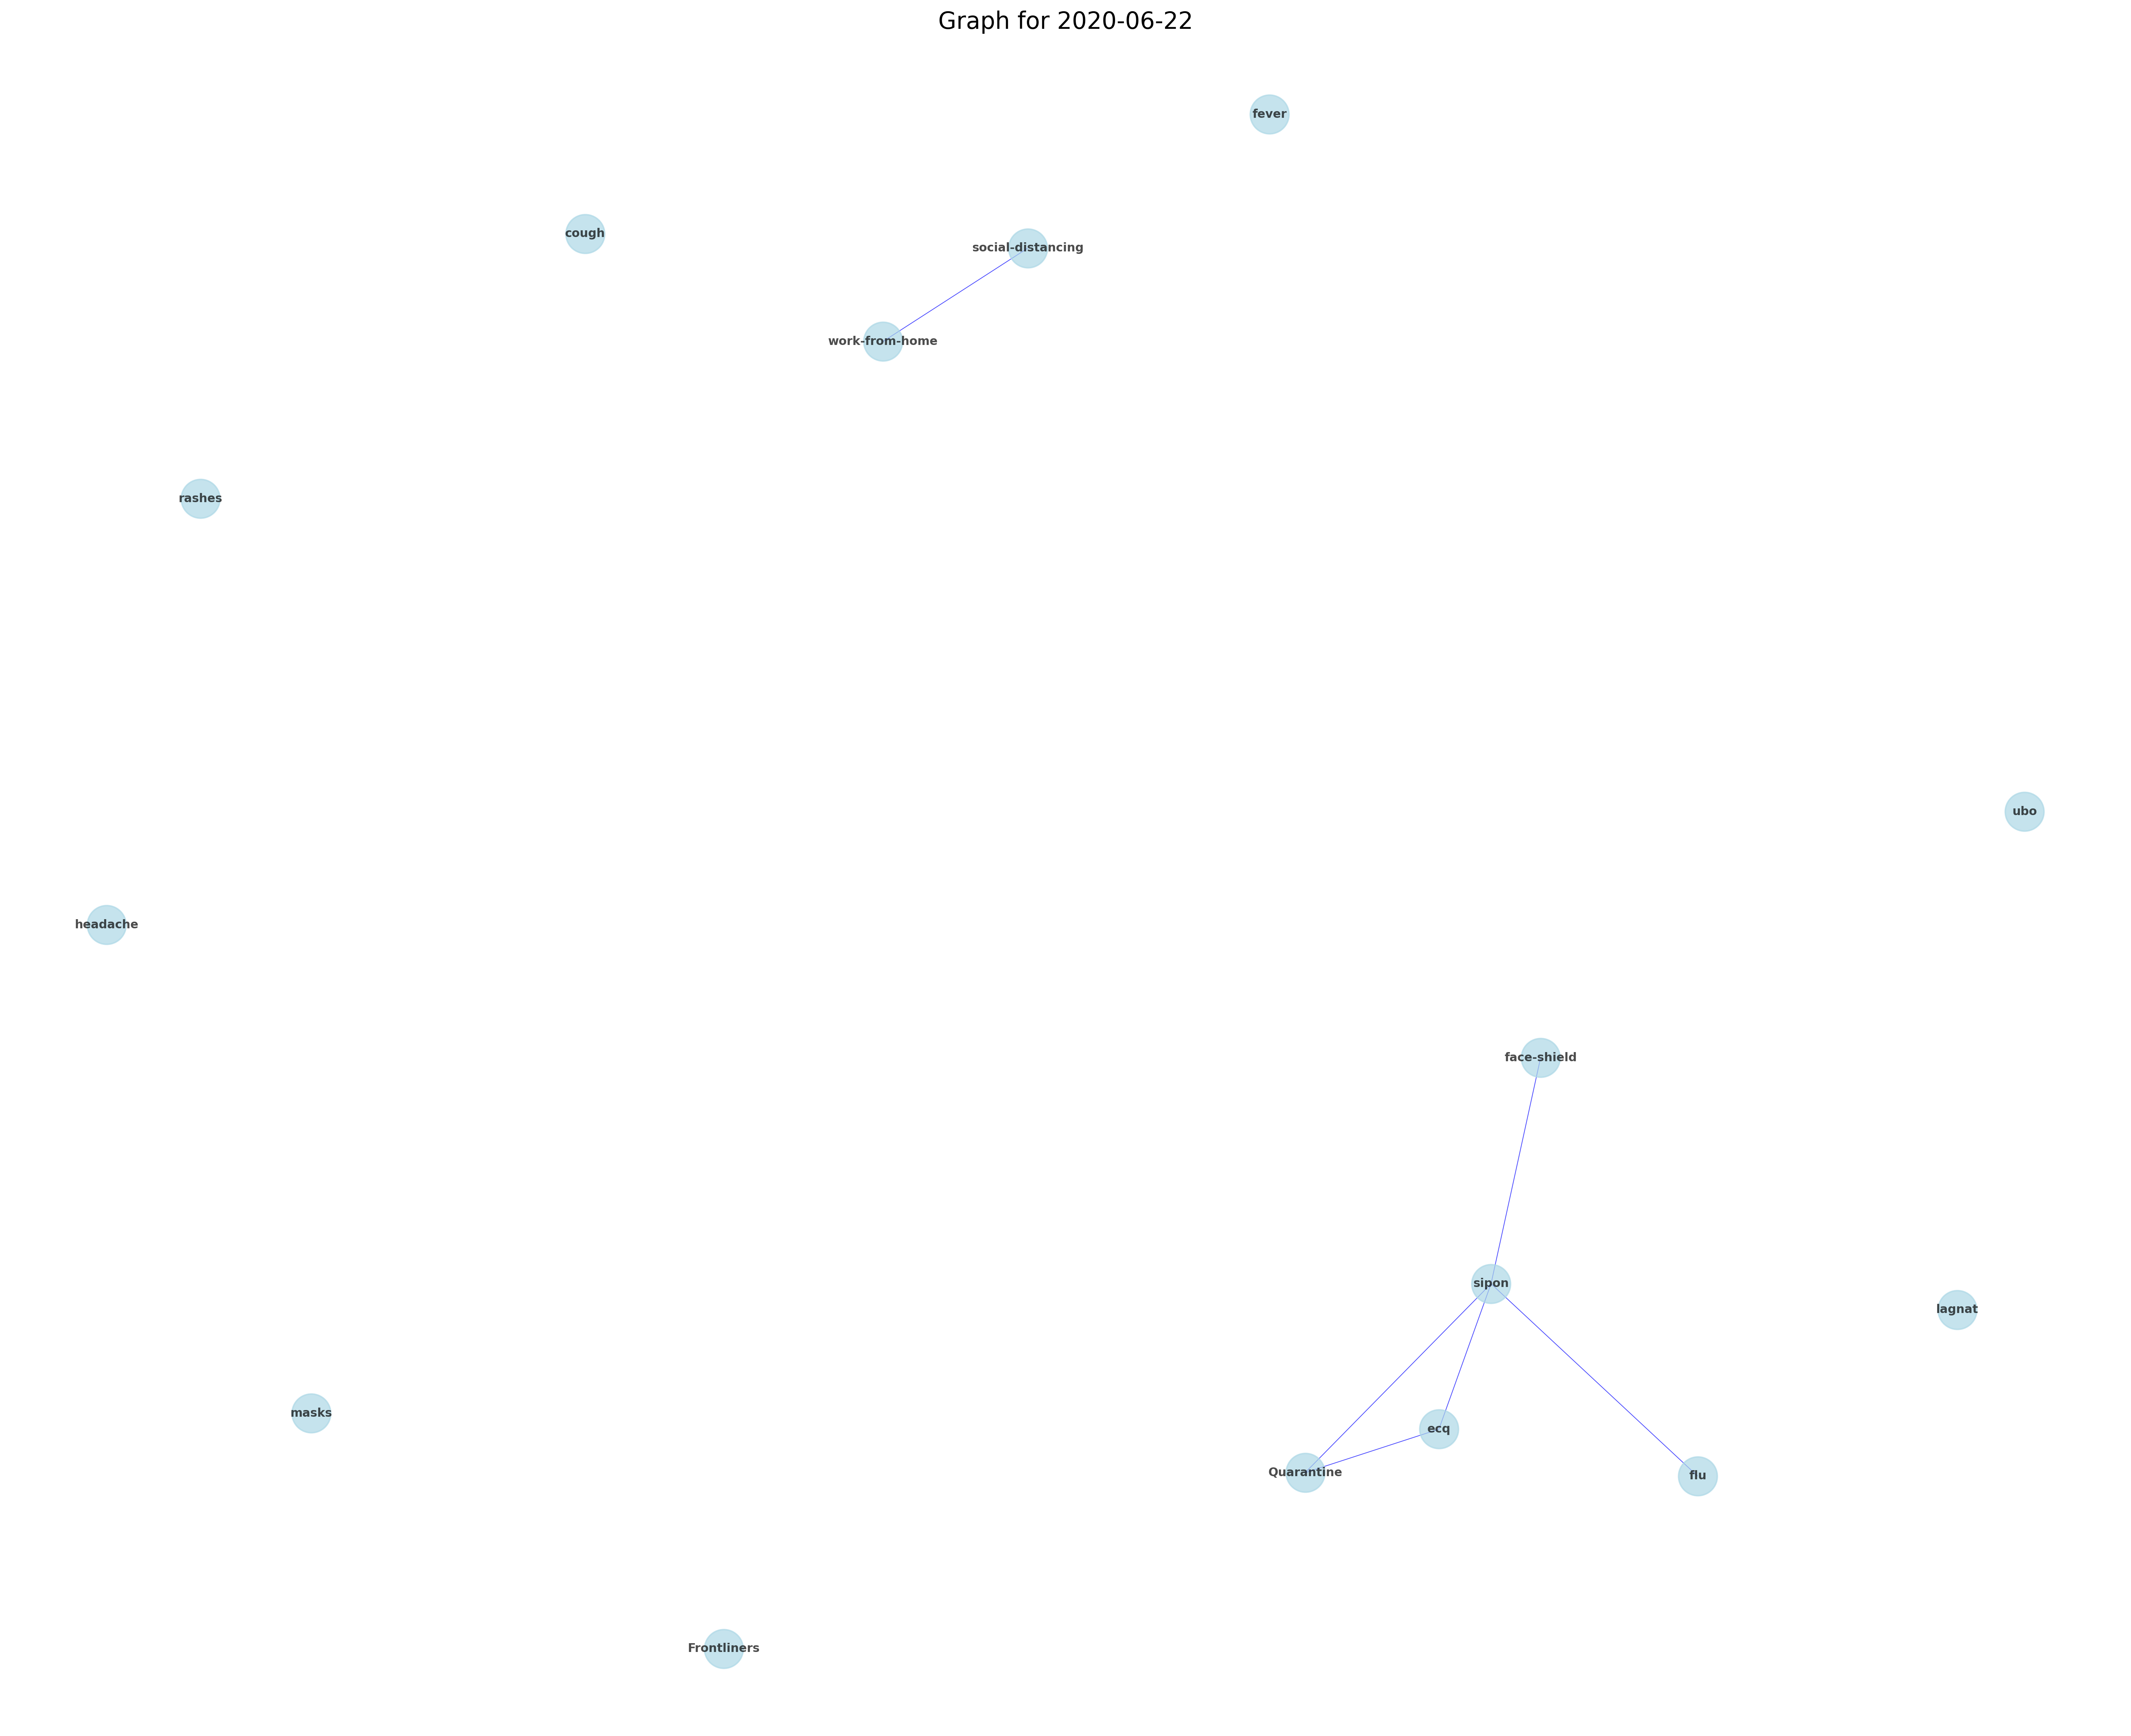 Graph for 2020-06-22
fever
cough
social-distancing
work-from-home
rashes
ubo
headache
face-shield
sipon
lagnat
masks
ecq
Quarantine
flu
Frontliners